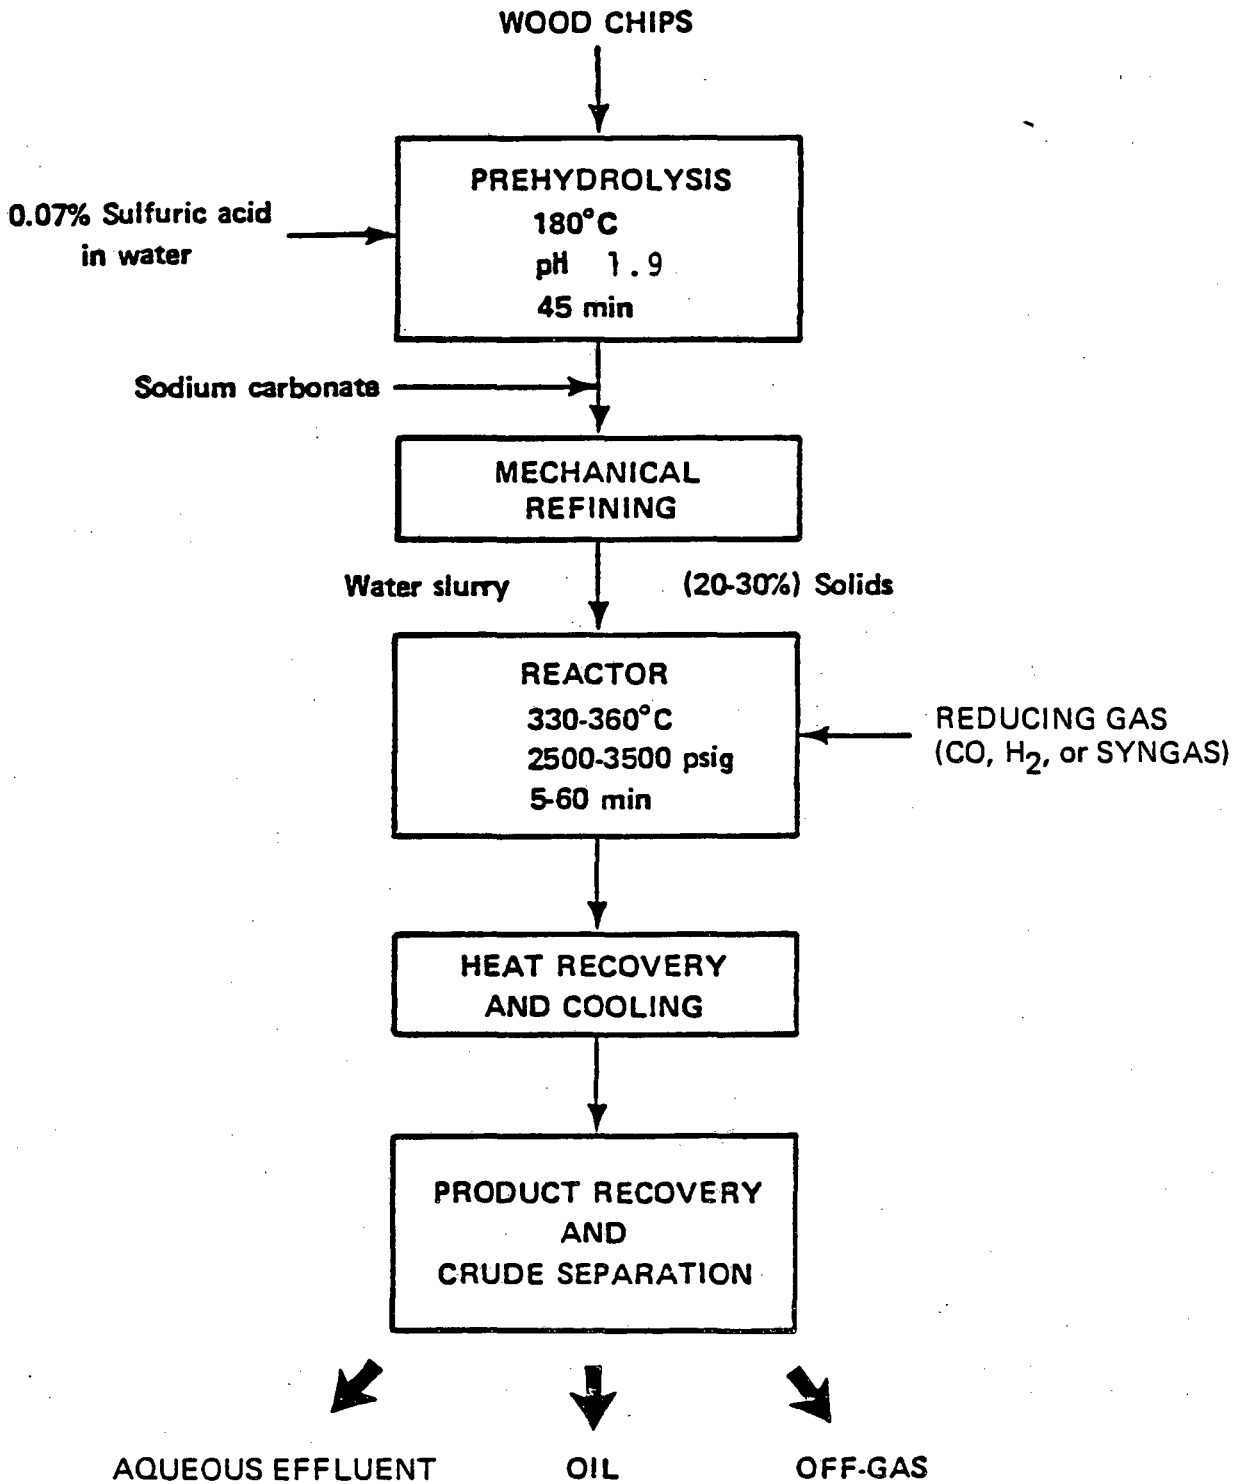 WOOD CHIPS
PREHYDROLYSIS
180°C
pH 1.9
45 min
0.07% Sulfuric acid
in water
Sodium carbonate
MECHANICAL
REFINING
Water slurry (20-30%) Solids
REACTOR
330-360°C
2500-3500 psig
5-60 min
REDUCING GAS
(CO, H₂, or SYNGAS)
HEAT RECOVERY
AND COOLING
PRODUCT RECOVERY
AND
CRUDE SEPARATION
AQUEOUS EFFLUENT OIL OFF-GAS